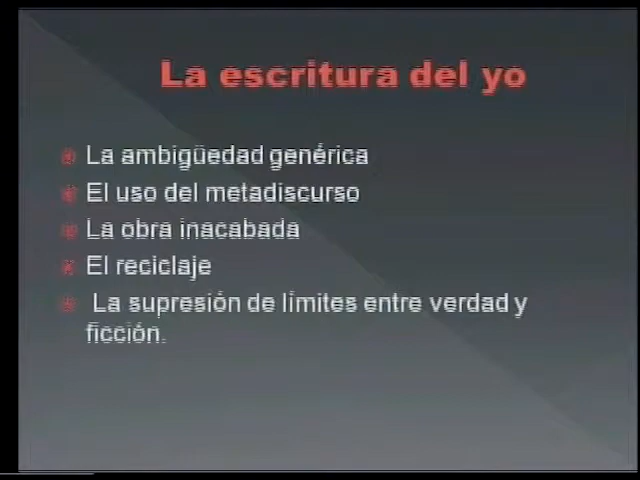 La escritura del yo
La ambigüedad genérica
El uso del metadiscurso
La obra inacabada
El reciclaje
La supresión de límites entre verdad y
ficción.